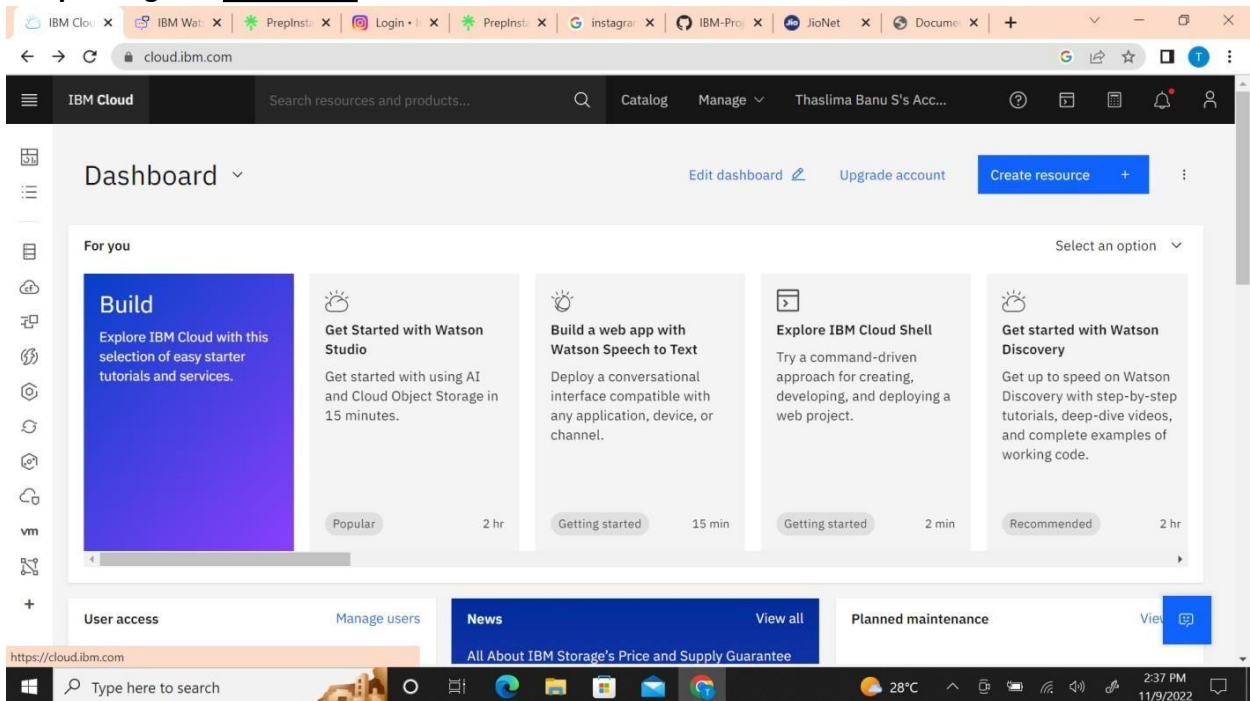 IBM Clou
IBM Wat
PrepInsta
Login • I
PrepInsta
instagram
IBM-Proj
JioNet
Docume
cloud.ibm.com
T
IBM Cloud
Search resources and products...
Catalog
Manage
Thaslima Banu S's Acc...
Dashboard
Edit dashboard
Upgrade account
Create resource +
For you
Select an option
Build
Explore IBM Cloud with this
selection of easy starter
tutorials and services.
Get Started with Watson
Studio
Get started with using AI
and Cloud Object Storage in
15 minutes.
Popular
2 hr
Build a web app with
Watson Speech to Text
Deploy a conversational
interface compatible with
any application, device, or
channel.
Getting started
15 min
Explore IBM Cloud Shell
Try a command-driven
approach for creating,
developing, and deploying a
web project.
Getting started
2 min
Get started with Watson
Discovery
Get up to speed on Watson
Discovery with step-by-step
tutorials, deep-dive videos,
and complete examples of
working code.
Recommended
2 hr
vm
User access
Manage users
News
View all
Planned maintenance
View
All About IBM Storage's Price and Supply Guarantee
https://cloud.ibm.com
Type here to search
28°C
2:37 PM
11/9/2022